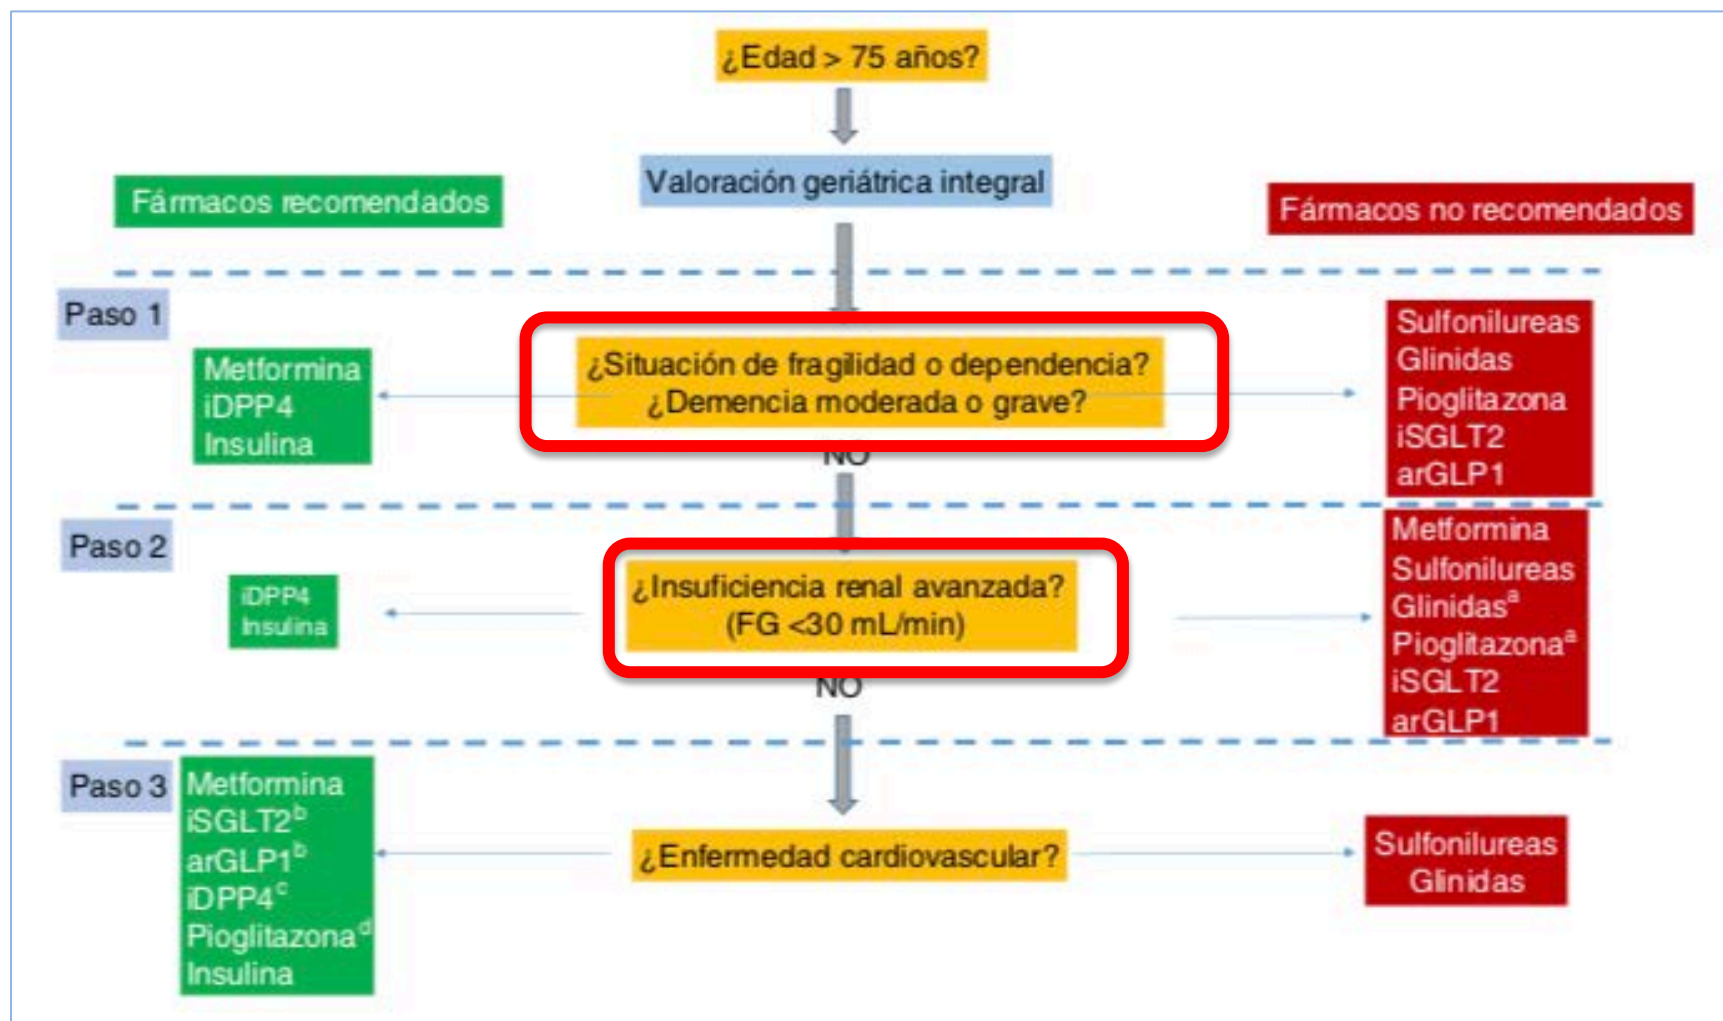 ¿Edad > 75 años?
Valoración geriátrica integral
Fármacos recomendados
Fármacos no recomendados
Paso 1
Metformina
iDPP4
Insulina
¿Situación de fragilidad o dependencia?
¿Demencia moderada o grave?
Sulfonilureas
Glinidas
Pioglitazona
iSGLT2
arGLP1
NO
Paso 2
iDPP4
Insulina
¿Insuficiencia renal avanzada?
(FG <30 mL/min)
Metformina
Sulfonilureas
Glinidasᵃ
Pioglitazonaᵃ
iSGLT2
arGLP1
NO
Paso 3
Metformina
iSGLT2ᵇ
arGLP1ᵇ
iDPP4ᶜ
Pioglitazonaᵈ
Insulina
¿Enfermedad cardiovascular?
Sulfonilureas
Glinidas